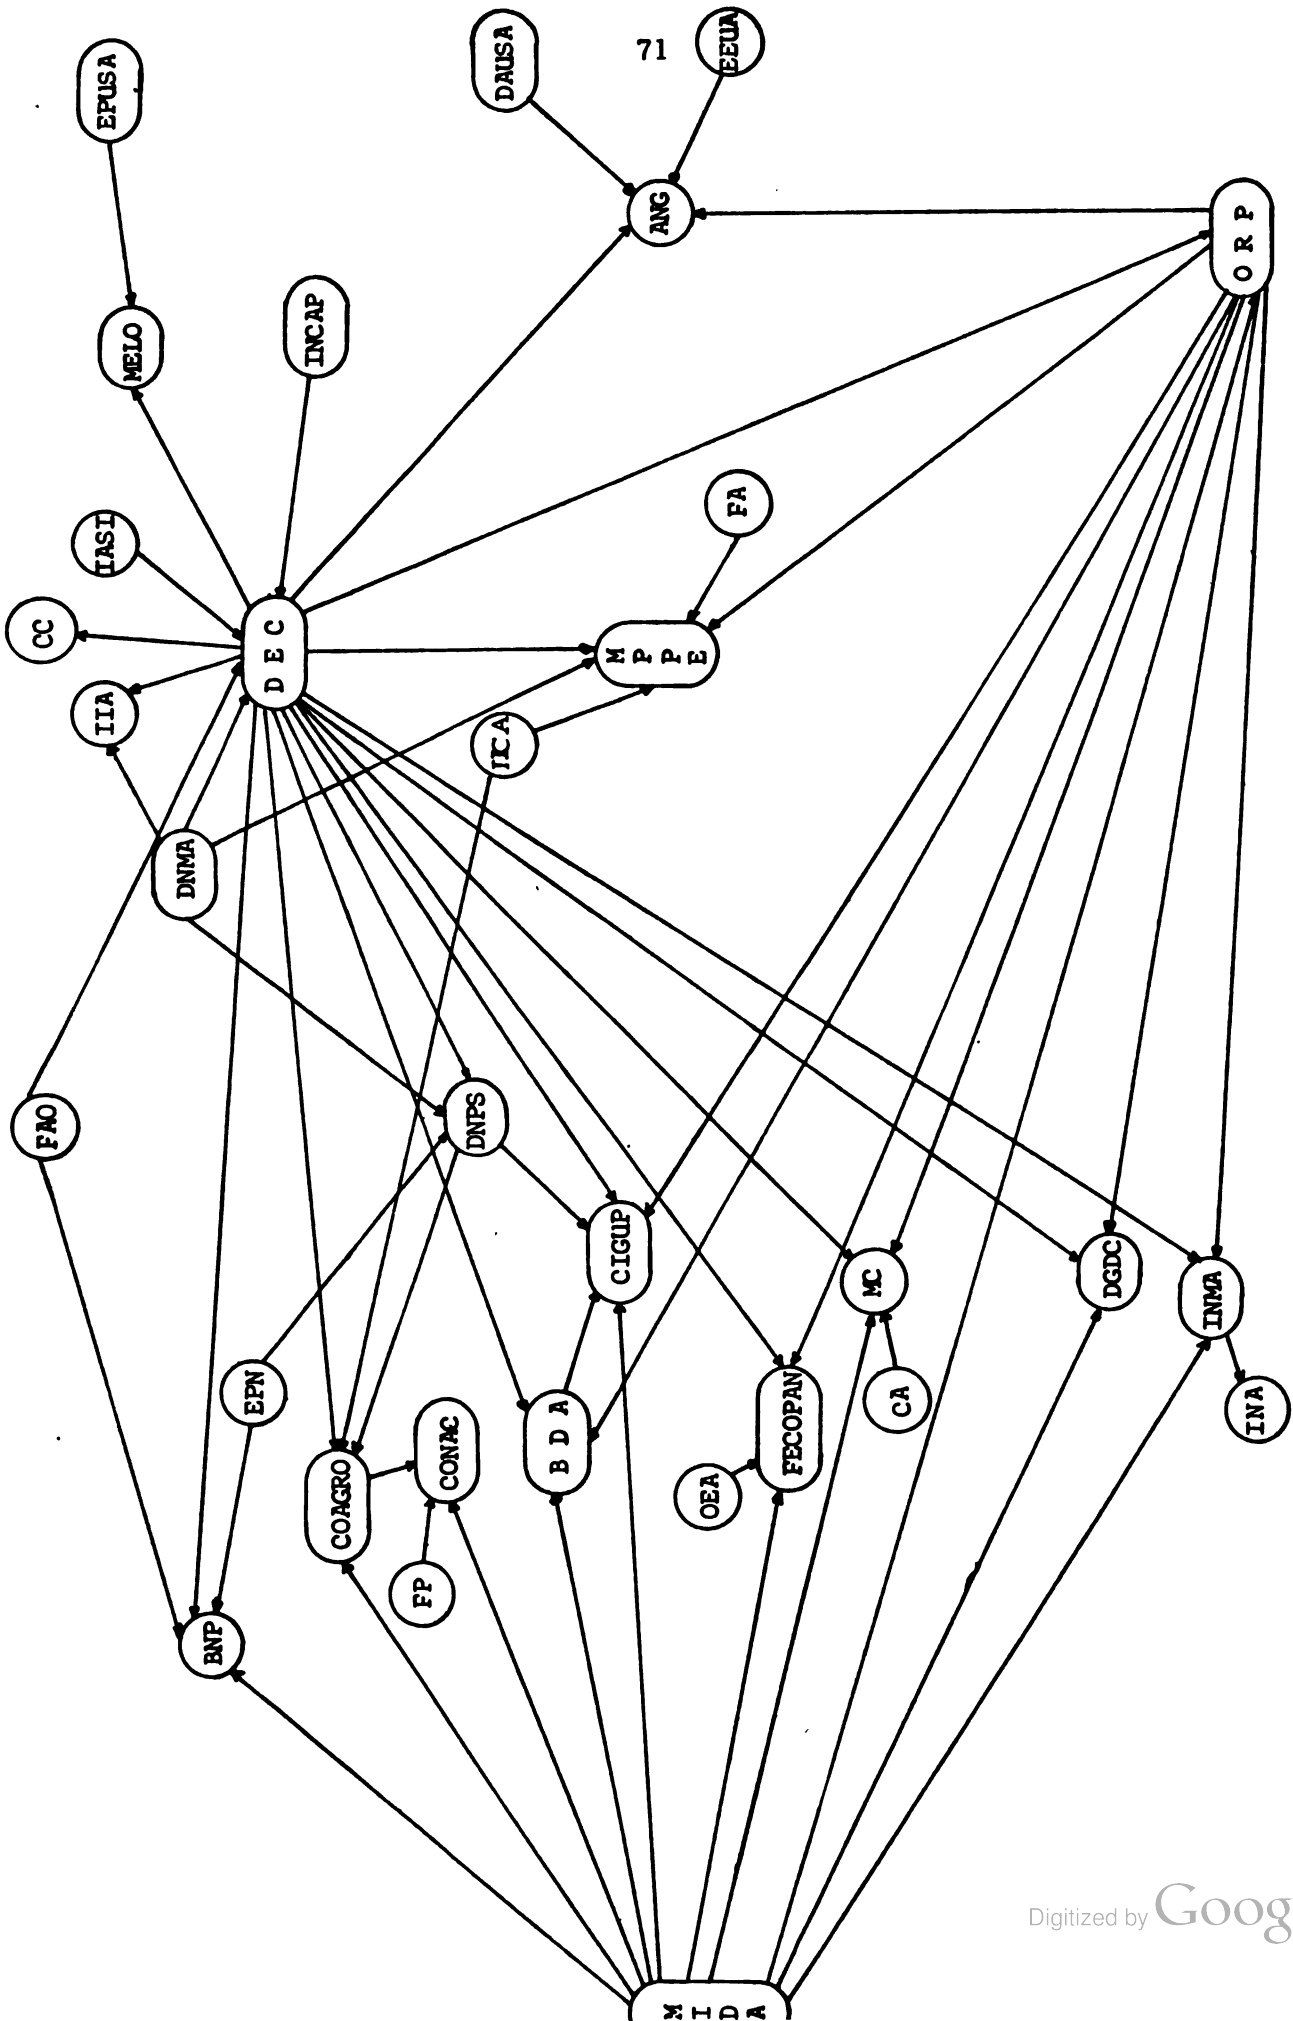 71
EPUSA
DAUSA
EEUA
MELO
INCAP
ANG
O R P
IASI
CC
IIA
D E C
FA
M P P E
IICA
DNMA
FAO
DNPS
CIGUP
EPN
COAGRO
CONAC
B D A
FP
OEA
FECOPAN
MC
CA
DGDC
INMA
INA
BNP
M I D A
Digitized by Goog